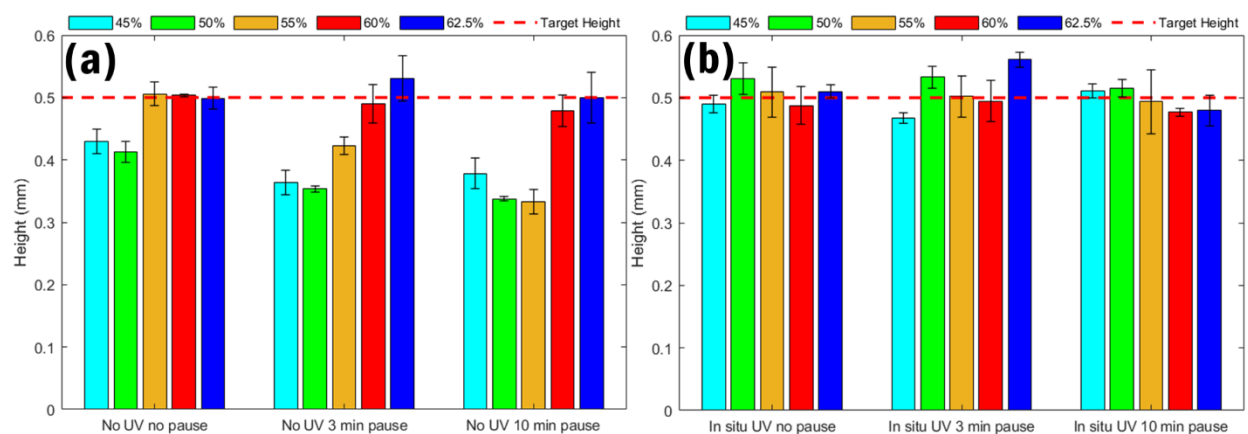 45% 50% 55% 60% 62.5% Target Height
(a)
0.6
0.5
0.4
0.3
0.2
0.1
0
Height (mm)
No UV no pause No UV 3 min pause No UV 10 min pause
45% 50% 55% 60% 62.5% Target Height
(b)
0.6
0.5
0.4
0.3
0.2
0.1
0
Height (mm)
In situ UV no pause In situ UV 3 min pause In situ UV 10 min pause